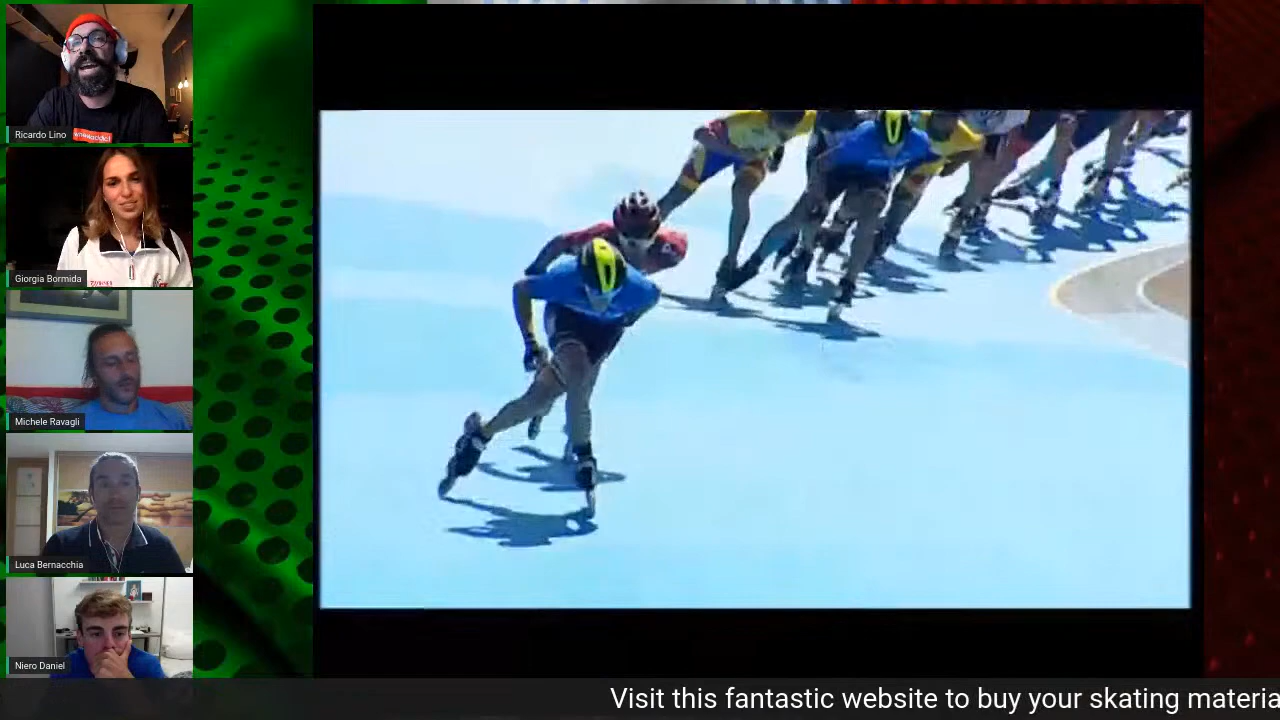 Ricardo Lino
Giorgia Bormida
Michele Ravagli
Luca Bernacchia
Niero Daniel
Visit this fantastic website to buy your skating materia